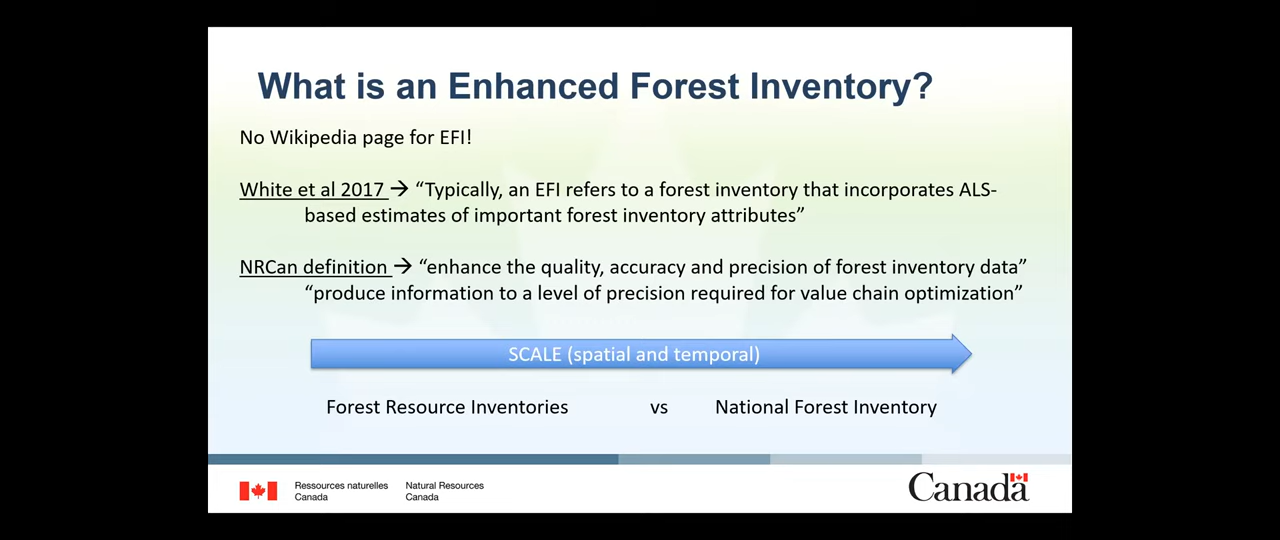 What is an Enhanced Forest Inventory?
No Wikipedia page for EFI!
White et al 2017 → “Typically, an EFI refers to a forest inventory that incorporates ALS-
based estimates of important forest inventory attributes”
NRCan definition → “enhance the quality, accuracy and precision of forest inventory data”
“produce information to a level of precision required for value chain optimization”
SCALE (spatial and temporal)
Forest Resource Inventories vs National Forest Inventory
Ressources naturelles Canada
Natural Resources Canada
Canada